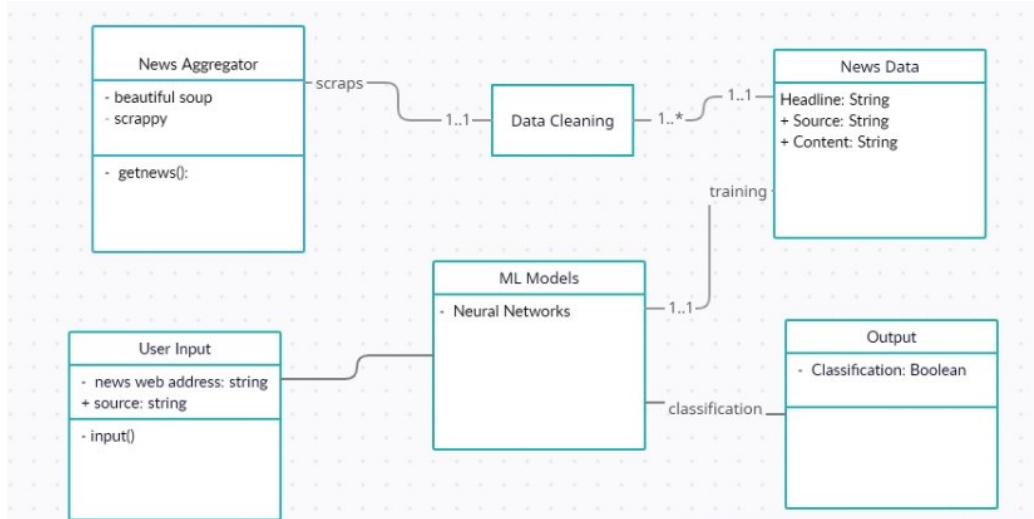 News Aggregator
- beautiful soup
- scrappy
- getnews():
scraps
1..1
Data Cleaning
1..*
1..1
News Data
Headline: String
+ Source: String
+ Content: String
training
ML Models
- Neural Networks
1..1
User Input
- news web address: string
+ source: string
- input()
classification
Output
- Classification: Boolean